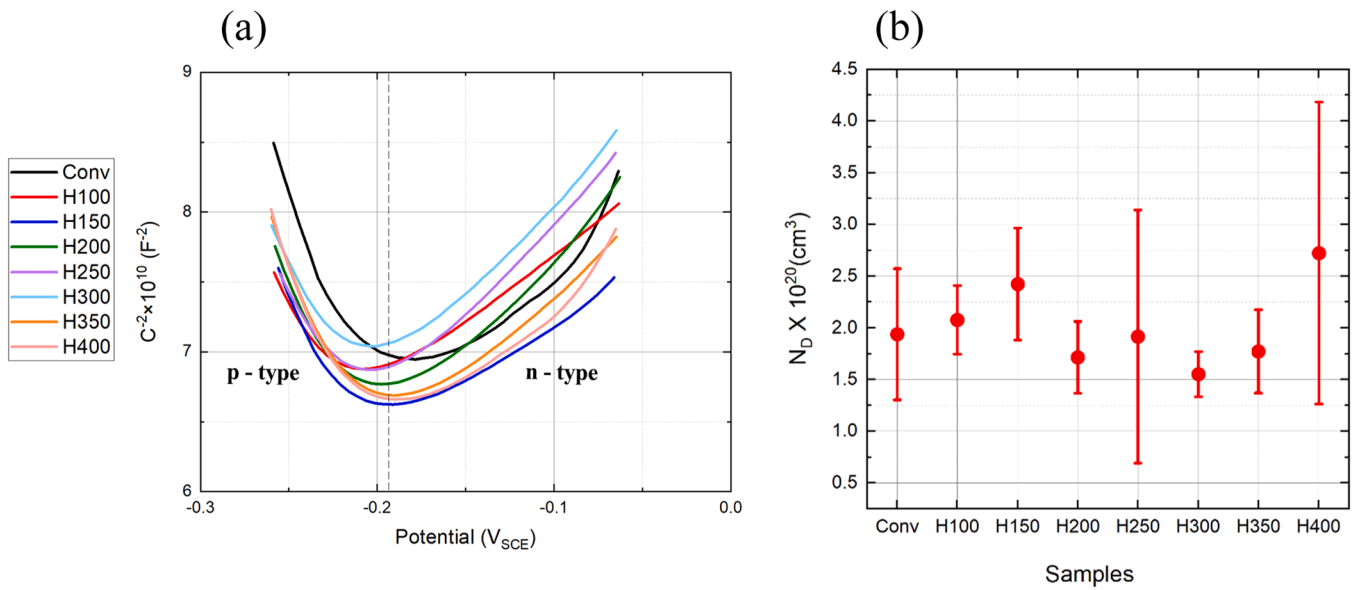 (a)
C⁻²×10¹⁰ (F⁻²)
9
8
7
6
-0.3
-0.2
-0.1
0.0
Potential (V_SCE)
p - type
n - type
Conv
H100
H150
H200
H250
H300
H350
H400
(b)
N_D X 10²⁰(cm³)
4.5
4.0
3.5
3.0
2.5
2.0
1.5
1.0
0.5
Conv
H100
H150
H200
H250
H300
H350
H400
Samples